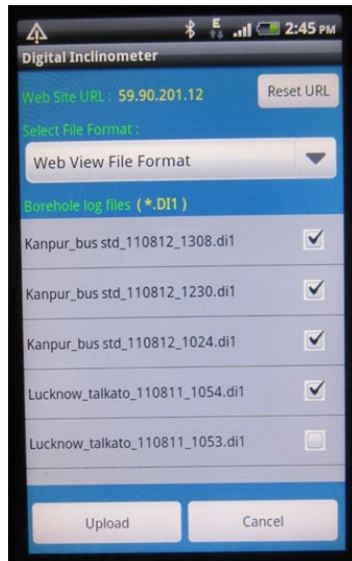 E
2:45 PM
Digital Inclinometer
Web Site URL : 59.90.201.12
Reset URL
Select File Format :
Web View File Format
Borehole log files (*.DI1 )
Kanpur_bus std_110812_1308.di1
Kanpur_bus std_110812_1230.di1
Kanpur_bus std_110812_1024.di1
Lucknow_talkato_110811_1054.di1
Lucknow_talkato_110811_1053.di1
Upload
Cancel